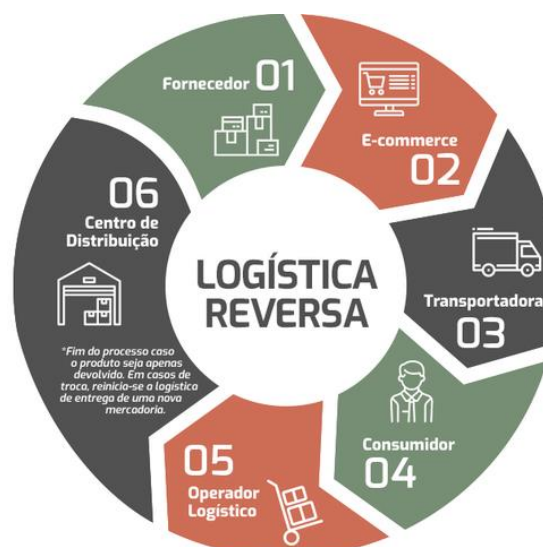 LOGÍSTICA
REVERSA
Fornecedor 01
E-commerce
02
Transportadora
03
Consumidor
04
05
Operador
Logístico
06
Centro de
Distribuição
*Fim do processo caso
o produto seja apenas
devolvido. Em casos de
troca, reinicia-se a logística
de entrega de uma nova
mercadoria.